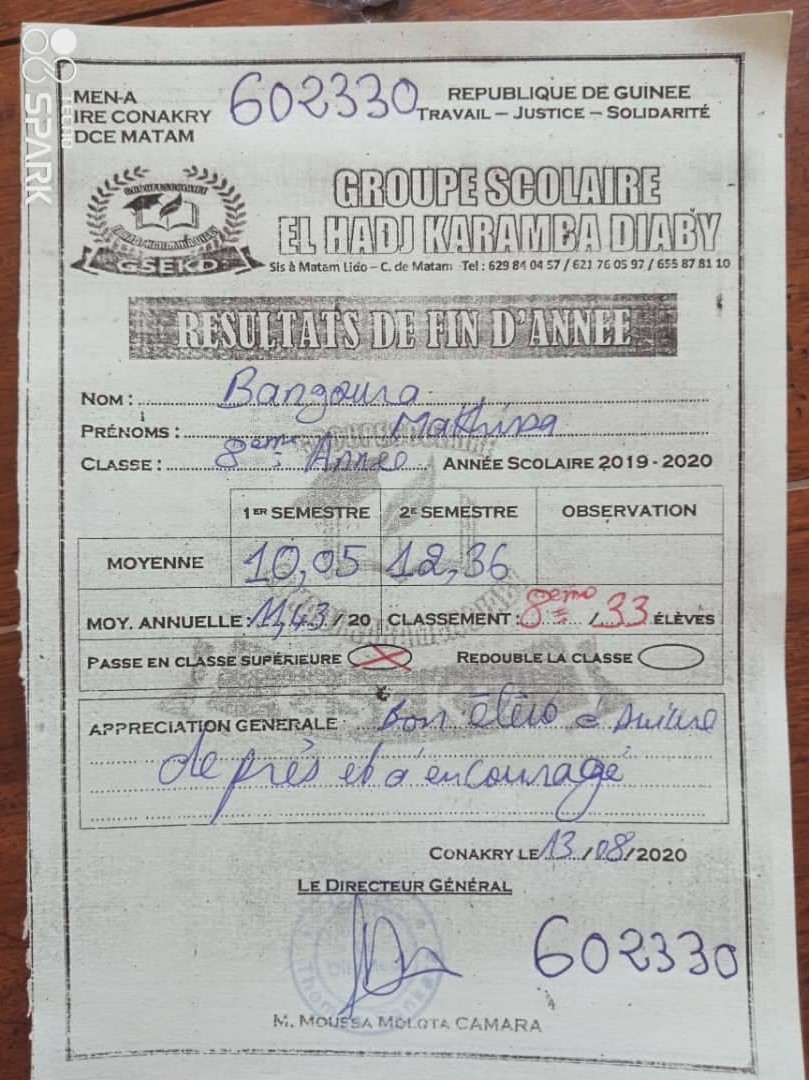 MEN-A
IRE CONAKRY
DCE MATAM
602330
REPUBLIQUE DE GUINEE
TRAVAIL – JUSTICE – SOLIDARITÉ
GROUPE SCOLAIRE
EL HADJ KARAMBA DIABY
GSEKD
Sis à Matam Lido – C. de Matam Tel : 629 84 04 57 / 621 76 05 97 / 655 87 81 10
RESULTATS DE FIN D'ANNEE
NOM : Bangoura
PRÉNOMS : Mathina
CLASSE : 8ème Année ANNÉE SCOLAIRE 2019 - 2020
1ER SEMESTRE 2E SEMESTRE OBSERVATION
MOYENNE 10,05 12,36
MOY. ANNUELLE : 11,43 / 20 CLASSEMENT : 8eme / 33 ÉLÈVES
PASSE EN CLASSE SUPÉRIEURE REDOUBLE LA CLASSE
APPRECIATION GENERALE : Bon élève à suivre
de près et à encouragé
CONAKRY LE 13 / 08 / 2020
LE DIRECTEUR GÉNÉRAL
602330
M. MOUSSA MOLOTA CAMARA
SPARK
TECNO